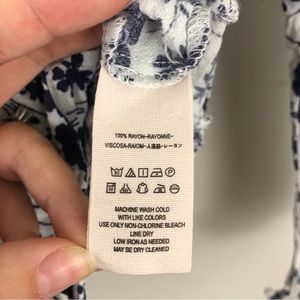 100% RAYON-RAYONNE-
VISCOSA-RAION-人造絲-レーヨン
MACHINE WASH COLD
WITH LIKE COLORS
USE ONLY NON-CHLORINE BLEACH
LINE DRY
LOW IRON AS NEEDED
MAY BE DRY CLEANED